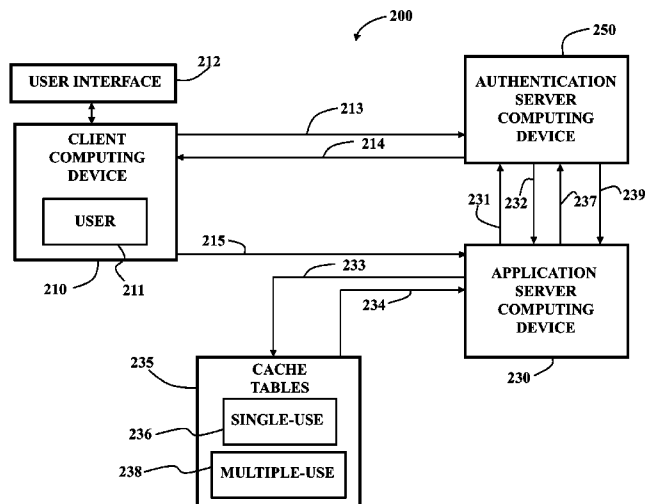 200
212
USER INTERFACE
250
AUTHENTICATION
SERVER
COMPUTING
DEVICE
213
214
CLIENT
COMPUTING
DEVICE
USER
210
211
231
232
237
239
215
233
234
APPLICATION
SERVER
COMPUTING
DEVICE
230
235
CACHE
TABLES
236
SINGLE-USE
238
MULTIPLE-USE